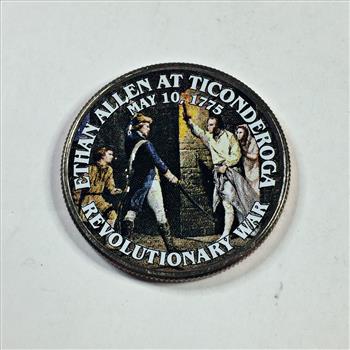 ETHAN ALLEN AT TICONDEROGA
MAY 10, 1775
REVOLUTIONARY WAR